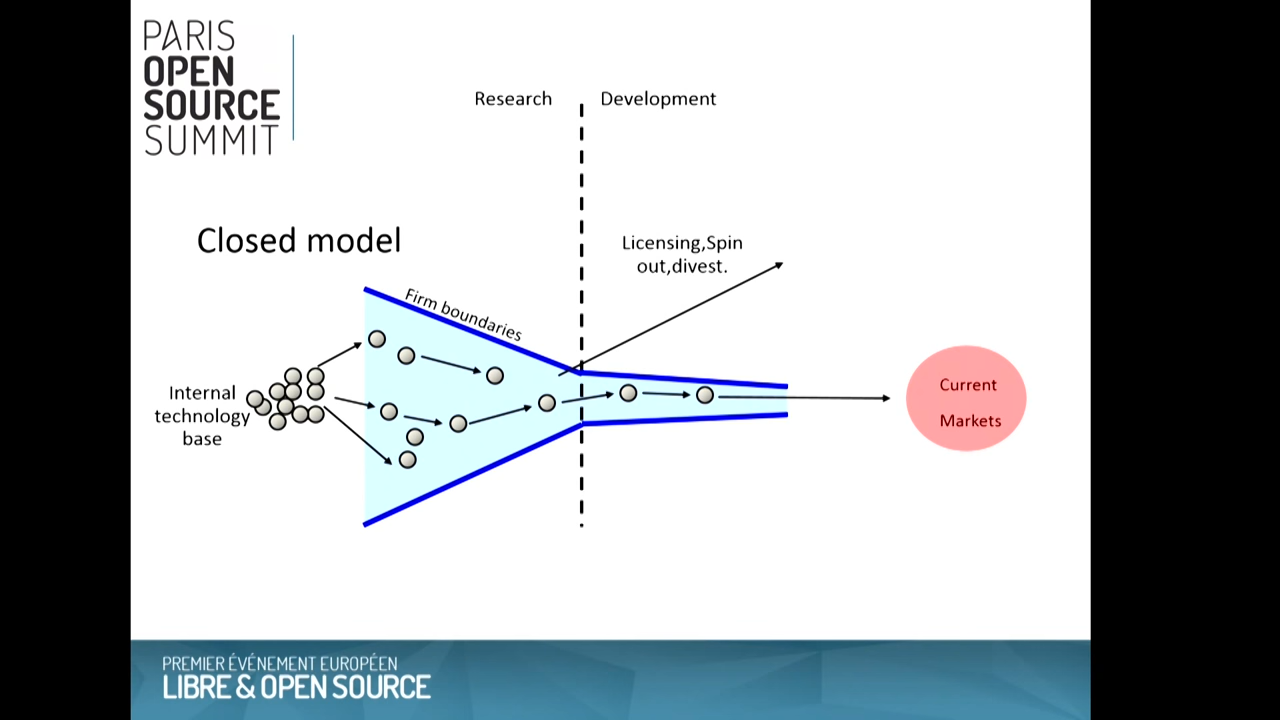 PARIS
OPEN
SOURCE
SUMMIT
Research
Development
Closed model
Licensing,Spin
out,divest.
Firm boundaries
Internal
technology
base
Current
Markets
PREMIER ÉVÉNEMENT EUROPÉEN
LIBRE & OPEN SOURCE